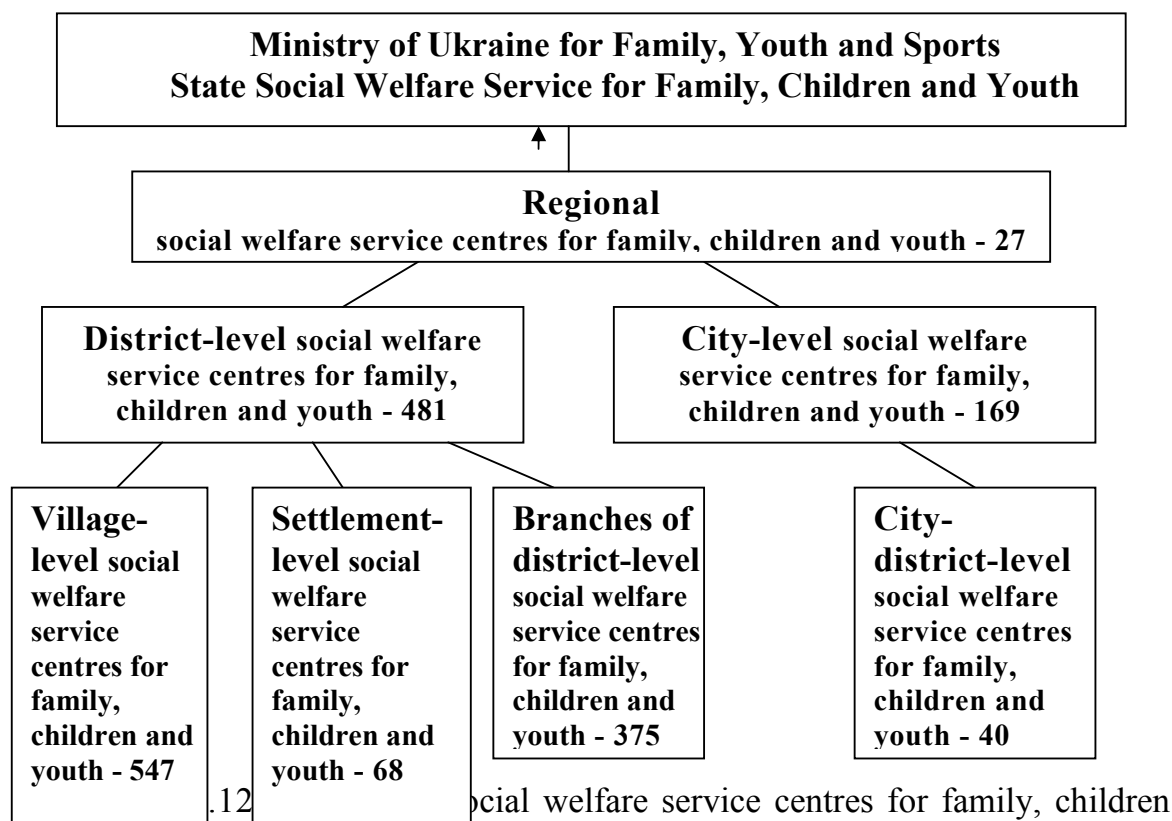 Ministry of Ukraine for Family, Youth and Sports
State Social Welfare Service for Family, Children and Youth
Regional
social welfare service centres for family, children and youth - 27
District-level social welfare
service centres for family,
children and youth - 481
City-level social welfare
service centres for family,
children and youth - 169
Village-
level social
welfare
service
centres for
family,
children and
youth - 547
Settlement-
level social
welfare
service
centres for
family,
children and
youth - 68
Branches of
district-level
social welfare
service centres
for family,
children and
youth - 375
City-
district-level
social welfare
service centres
for family,
children and
youth - 40
.12 social welfare service centres for family, children